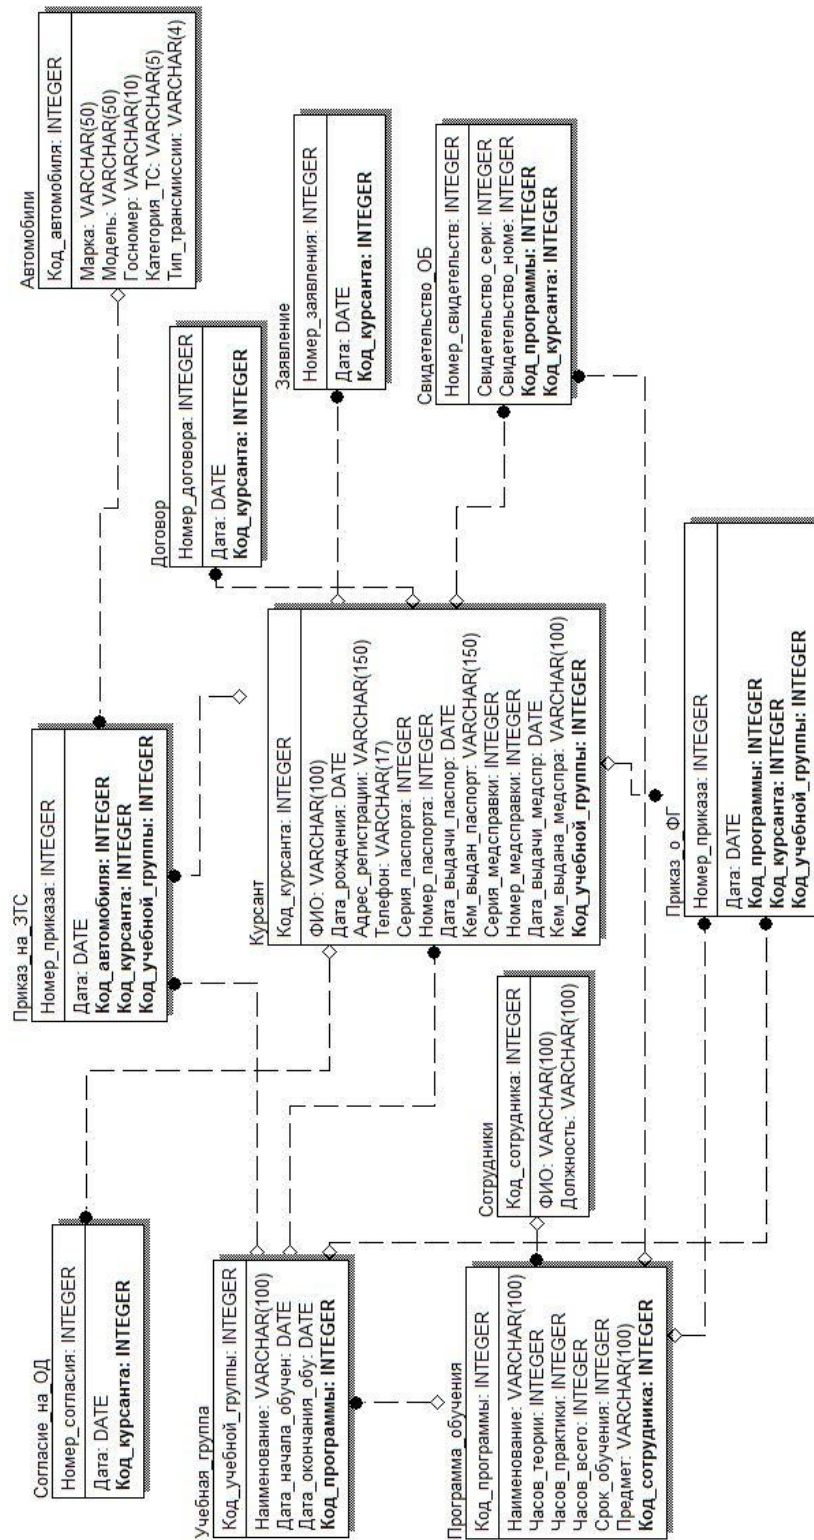 Согласие_на_ОД
Номер_согласия: INTEGER
Дата: DATE
Код_курсанта: INTEGER
Приказ_на_ЗТС
Номер_приказа: INTEGER
Дата: DATE
Код_автомобиля: INTEGER
Код_курсанта: INTEGER
Код_учебной_группы: INTEGER
Автомобили
Код_автомобиля: INTEGER
Марка: VARCHAR(50)
Модель: VARCHAR(50)
Госномер: VARCHAR(10)
Категория_ТС: VARCHAR(5)
Тип_трансмиссии: VARCHAR(4)
Договор
Номер_договора: INTEGER
Дата: DATE
Код_курсанта: INTEGER
Учебная_группа
Код_учебной_группы: INTEGER
Наименование: VARCHAR(100)
Дата_начала_обучен: DATE
Дата_окончания_обу: DATE
Код_программы: INTEGER
Курсант
Код_курсанта: INTEGER
ФИО: VARCHAR(100)
Дата_рождения: DATE
Адрес_регистрации: VARCHAR(150)
Телефон: VARCHAR(17)
Серия_паспорта: INTEGER
Номер_паспорта: INTEGER
Дата_выдачи_паспор: DATE
Кем_выдан_паспорт: VARCHAR(150)
Серия_медсправки: INTEGER
Номер_медсправки: INTEGER
Дата_выдачи_медспр: DATE
Кем_выдана_медспра: VARCHAR(100)
Код_учебной_группы: INTEGER
Заявление
Номер_заявления: INTEGER
Дата: DATE
Код_курсанта: INTEGER
Свидетельство_ОБ
Номер_свидетельств: INTEGER
Свидетельство_сери: INTEGER
Свидетельство_номе: INTEGER
Код_программы: INTEGER
Код_курсанта: INTEGER
Программа_обучения
Код_программы: INTEGER
Наименование: VARCHAR(100)
Часов_теории: INTEGER
Часов_практики: INTEGER
Часов_всего: INTEGER
Срок_обучения: INTEGER
Предмет: VARCHAR(100)
Код_сотрудника: INTEGER
Сотрудники
Код_сотрудника: INTEGER
ФИО: VARCHAR(100)
Должность: VARCHAR(100)
Приказ_о_ФГ
Номер_приказа: INTEGER
Дата: DATE
Код_программы: INTEGER
Код_курсанта: INTEGER
Код_учебной_группы: INTEGER